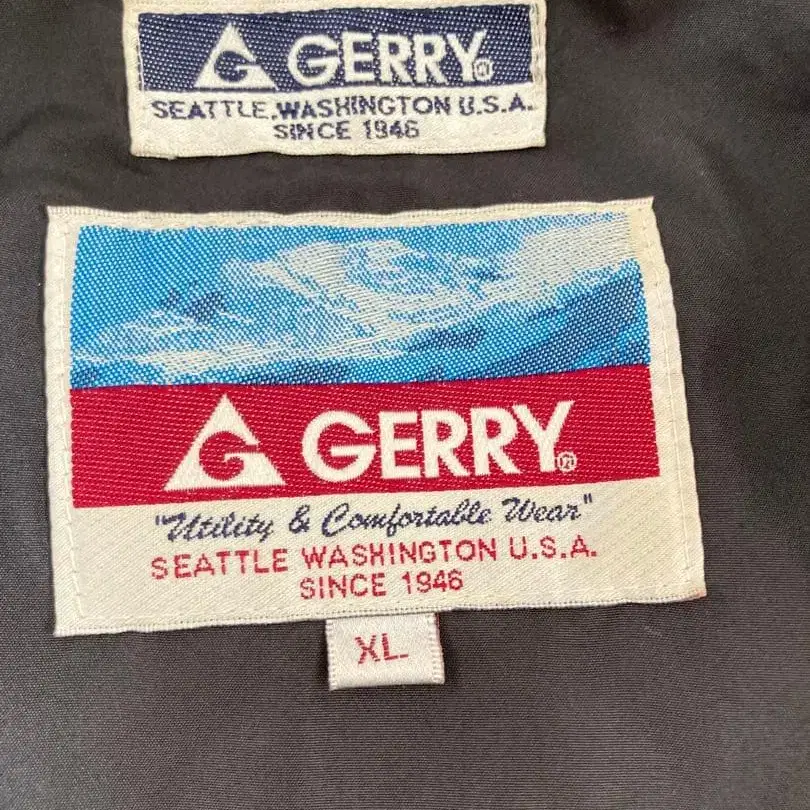 GERRY®
SEATTLE.WASHINGTON U.S.A.
SINCE 1946
GERRY®
"Utility & Comfortable Wear"
SEATTLE WASHINGTON U.S.A.
SINCE 1946
XL